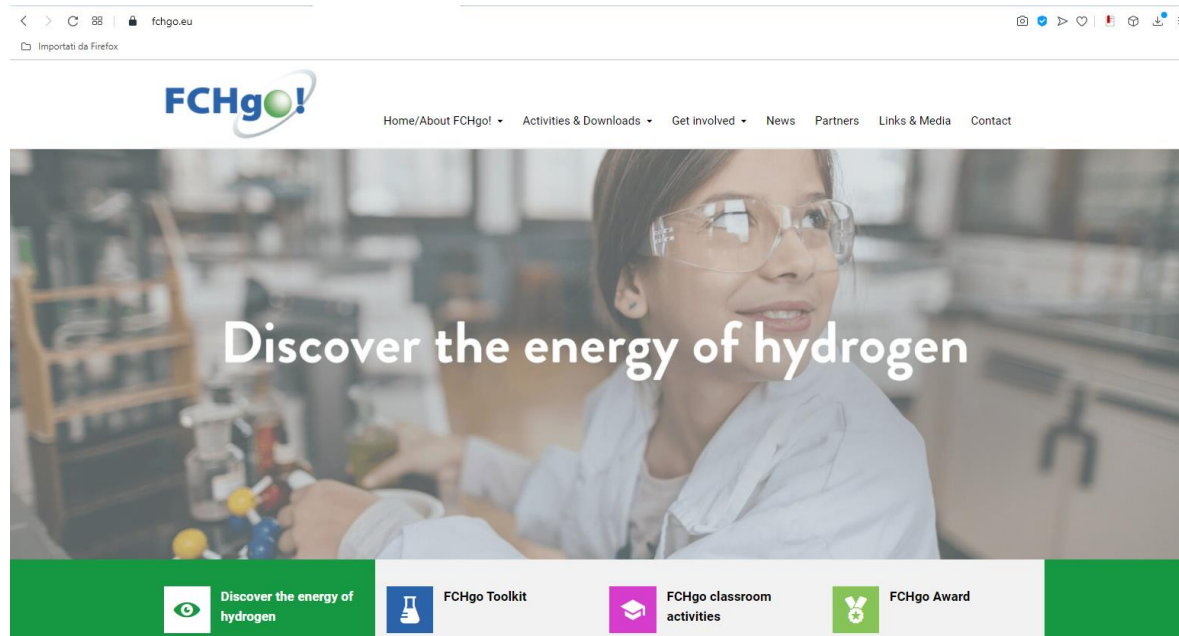 fchgo.eu
Importati da Firefox
FCHgo!
Home/About FCHgo! Activities & Downloads Get involved News Partners Links & Media Contact
Discover the energy of hydrogen
Discover the energy of
hydrogen
FCHgo Toolkit
FCHgo classroom
activities
FCHgo Award